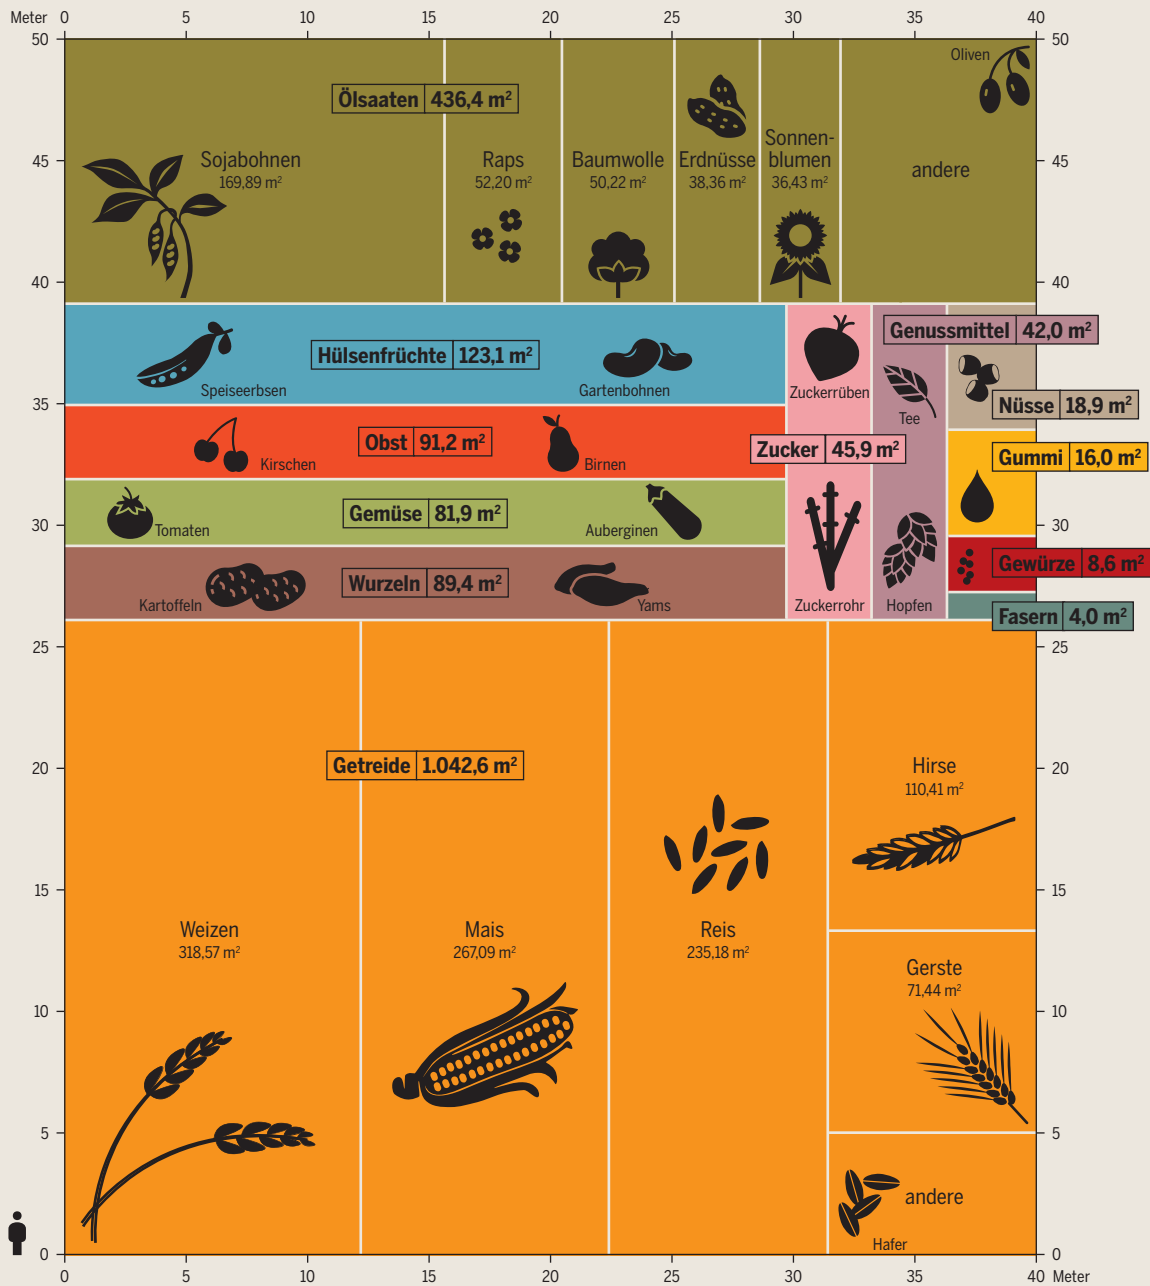 Meter 0 5 10 15 20 25 30 35 40
50 50
Oliven
Ölsaaten 436,4 m²
Sonnen-
Sojabohnen Raps Baumwolle Erdnüsse blumen andere
169,89 m² 52,20 m² 50,22 m² 38,36 m² 36,43 m²
45 45
40 40
Genussmittel 42,0 m²
Hülsenfrüchte 123,1 m²
Speiseerbsen Gartenbohnen Zuckerrüben
35
Nüsse 18,9 m²
Tee
Obst 91,2 m²
Zucker 45,9 m²
Gummi 16,0 m²
Kirschen Birnen
Gemüse 81,9 m²
30 30
Tomaten Auberginen
Gewürze 8,6 m²
Wurzeln 89,4 m²
Kartoffeln Yams Zuckerrohr Hopfen
Fasern 4,0 m²
25 25
Getreide 1.042,6 m²
20 20
Hirse
110,41 m²
15 15
Weizen Mais Reis
318,57 m² 267,09 m² 235,18 m²
Gerste
71,44 m²
10 10
5 5
andere
Hafer
0 0
0 5 10 15 20 25 30 35 40 Meter